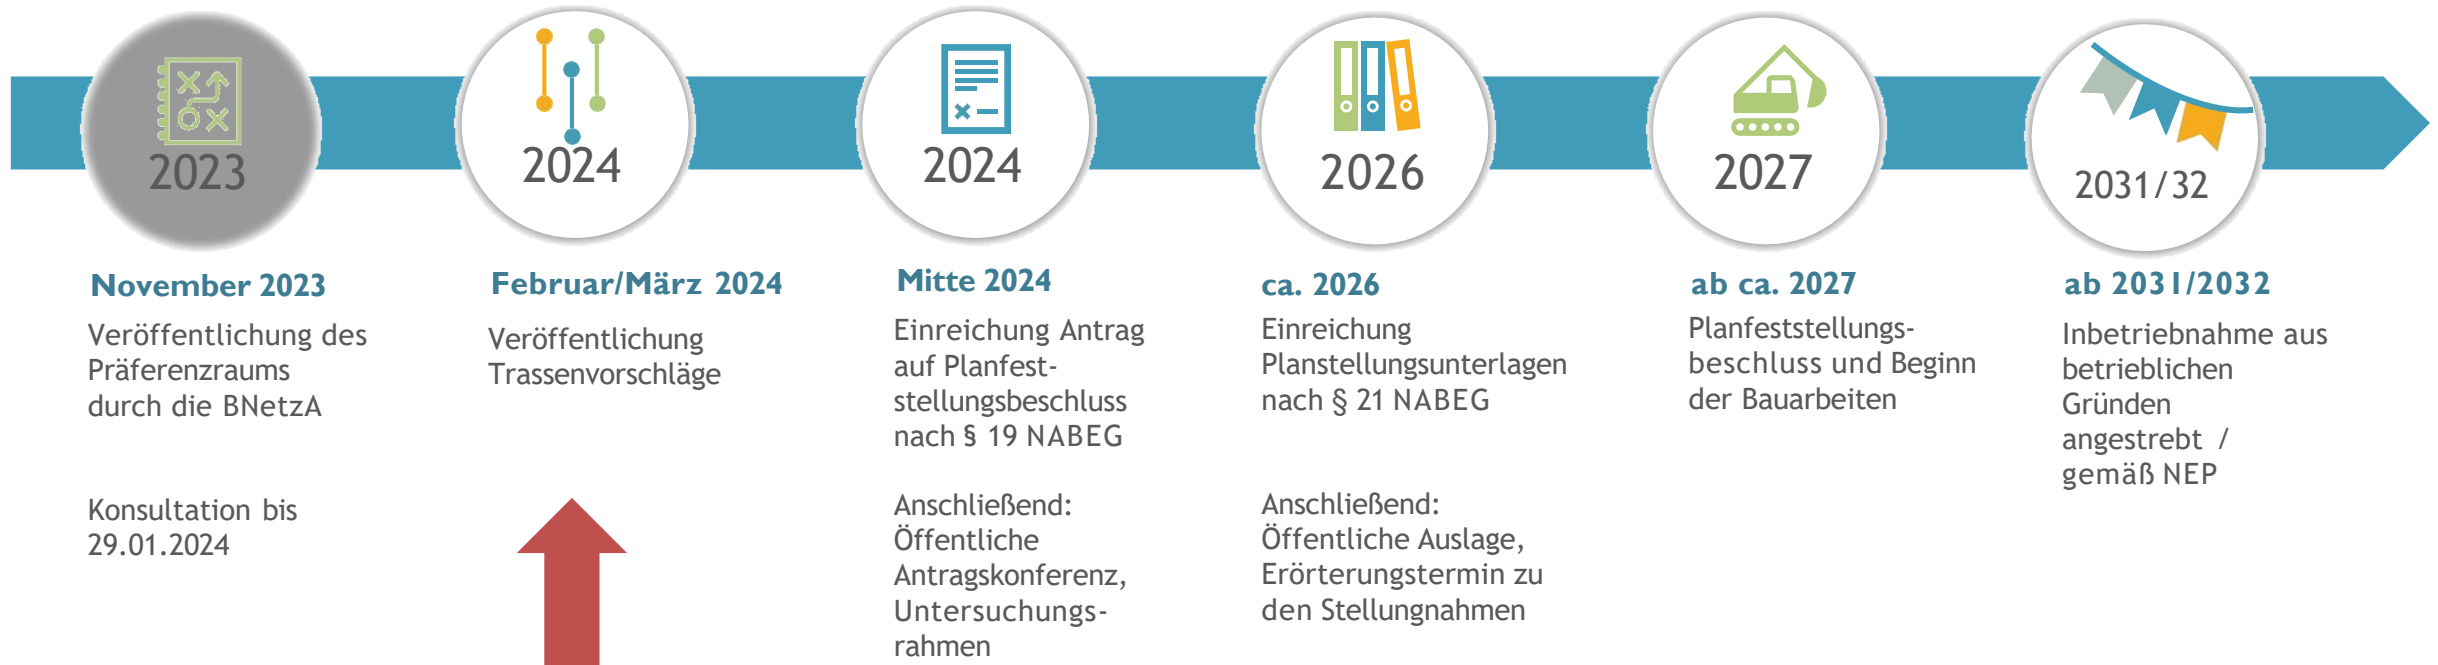 2023
2024
2024
2026
2027
2031/32
November 2023
Veröffentlichung des
Präferenzraums
durch die BNetzA
Konsultation bis
29.01.2024
Februar/März 2024
Veröffentlichung
Trassenvorschläge
Mitte 2024
Einreichung Antrag
auf Planfest-
stellungsbeschluss
nach § 19 NABEG
Anschließend:
Öffentliche
Antragskonferenz,
Untersuchungs-
rahmen
ca. 2026
Einreichung
Planstellungsunterlagen
nach § 21 NABEG
Anschließend:
Öffentliche Auslage,
Erörterungstermin zu
den Stellungnahmen
ab ca. 2027
Planfeststellungs-
beschluss und Beginn
der Bauarbeiten
ab 2031/2032
Inbetriebnahme aus
betrieblichen
Gründen
angestrebt /
gemäß NEP